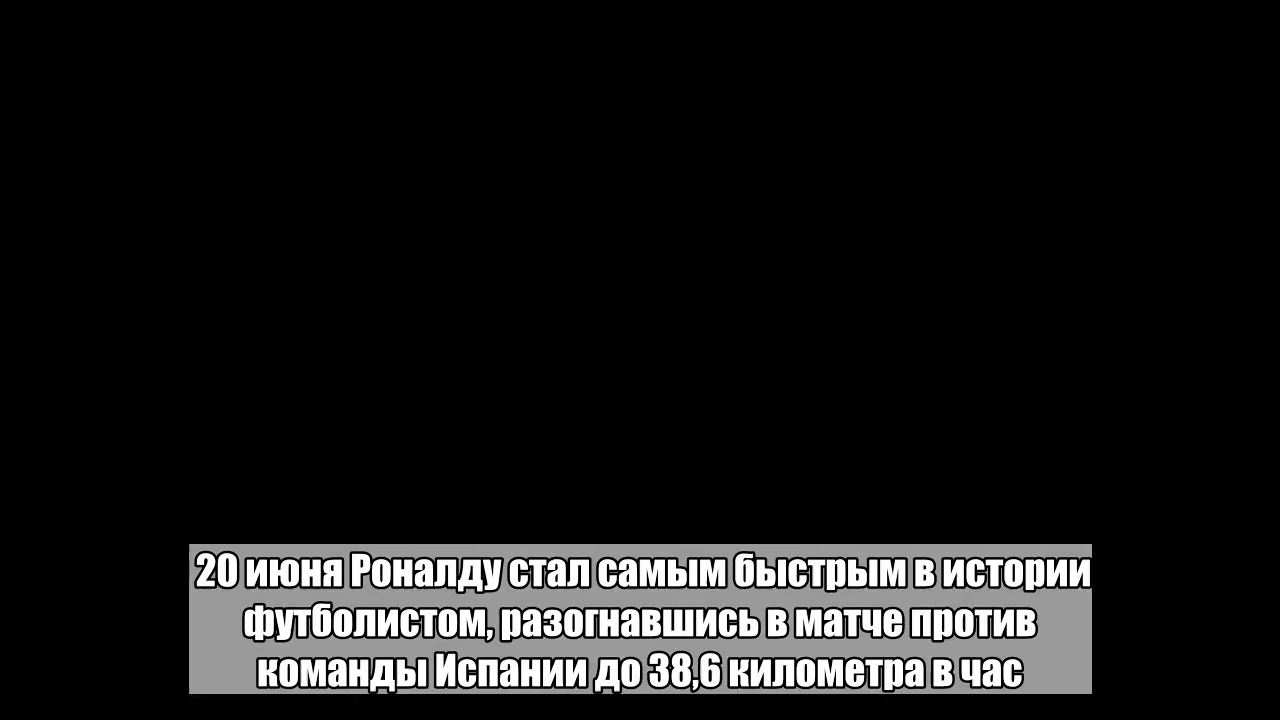 20 июня Роналду стал самым быстрым в истории
футболистом, разогнавшись в матче против
команды Испании до 38,6 километра в час